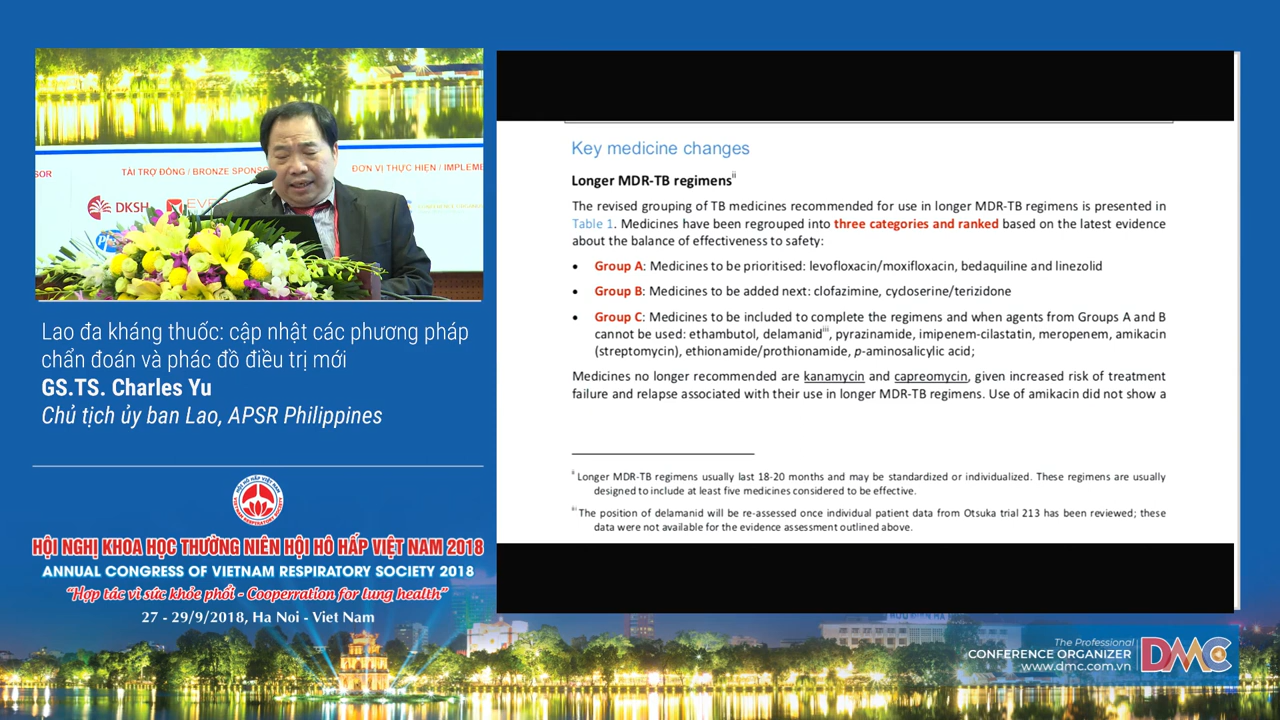 SOR
TÀI TRỢ ĐỒNG / BRONZE SPONSO
ĐƠN VỊ THỰC HIỆN / IMPLEME
DKSH
Lao đa kháng thuốc: cập nhật các phương pháp
chẩn đoán và phác đồ điều trị mới
GS.TS. Charles Yu
Chủ tịch ủy ban Lao, APSR Philippines
HỘI HÔ HẤP VIỆT NAM
VIETNAM RESPIRATORY SOCIETY
HỘI NGHỊ KHOA HỌC THƯỜNG NIÊN HỘI HÔ HẤP VIỆT NAM 2018
ANNUAL CONGRESS OF VIETNAM RESPIRATORY SOCIETY 2018
"Hợp tác vì sức khỏe phổi - Cooperration for lung health"
27 - 29/9/2018, Ha Noi - Viet Nam
Key medicine changes
Longer MDR-TB regimens ii
The revised grouping of TB medicines recommended for use in longer MDR-TB regimens is presented in
Table 1. Medicines have been regrouped into three categories and ranked based on the latest evidence
about the balance of effectiveness to safety:
• Group A: Medicines to be prioritised: levofloxacin/moxifloxacin, bedaquiline and linezolid
• Group B: Medicines to be added next: clofazimine, cycloserine/terizidone
• Group C: Medicines to be included to complete the regimens and when agents from Groups A and B
cannot be used: ethambutol, delamanid iii, pyrazinamide, imipenem-cilastatin, meropenem, amikacin
(streptomycin), ethionamide/prothionamide, p-aminosalicylic acid;
Medicines no longer recommended are kanamycin and capreomycin, given increased risk of treatment
failure and relapse associated with their use in longer MDR-TB regimens. Use of amikacin did not show a
ii Longer MDR-TB regimens usually last 18-20 months and may be standardized or individualized. These regimens are usually
designed to include at least five medicines considered to be effective.
iii The position of delamanid will be re-assessed once individual patient data from Otsuka trial 213 has been reviewed; these
data were not available for the evidence assessment outlined above.
The Professional
CONFERENCE ORGANIZER
www.dmc.com.vn
DMC